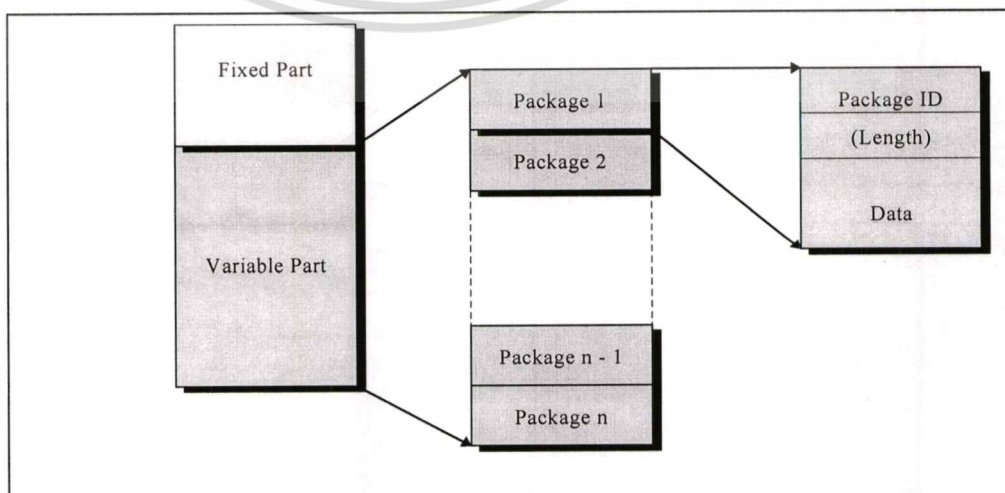 Fixed Part
Variable Part
Package 1
Package 2
Package n - 1
Package n
Package ID
(Length)
Data